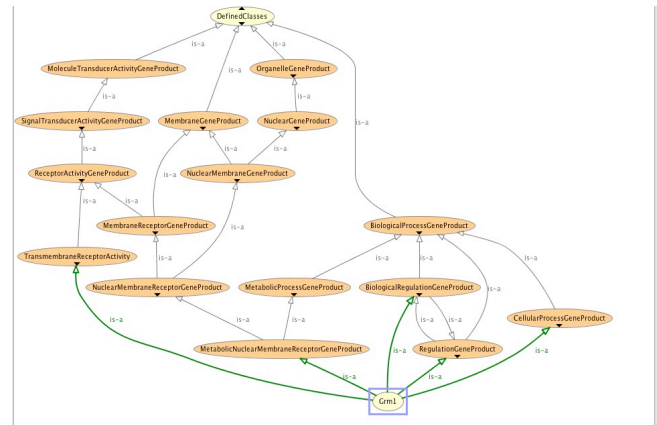 DefinedClasses
is-a
is-a
is-a
MoleculeTransducerActivityGeneProduct
OrganelleGeneProduct
is-a
is-a
SignalTransducerActivityGeneProduct
MembraneGeneProduct
NuclearGeneProduct
is-a
is-a
is-a
is-a
ReceptorActivityGeneProduct
is-a
NuclearMembraneGeneProduct
is-a
is-a
MembraneReceptorGeneProduct
is-a
BiologicalProcessGeneProduct
TransmembraneReceptorActivity
is-a
is-a
is-a
is-a
NuclearMembraneReceptorGeneProduct
MetabolicProcessGeneProduct
BiologicalRegulationGeneProduct
is-a
is-a
is-a
is-a
is-a
is-a
CellularProcessGeneProduct
MetabolicNuclearMembraneReceptorGeneProduct
is-a
RegulationGeneProduct
is-a
is-a
is-a
Grm1